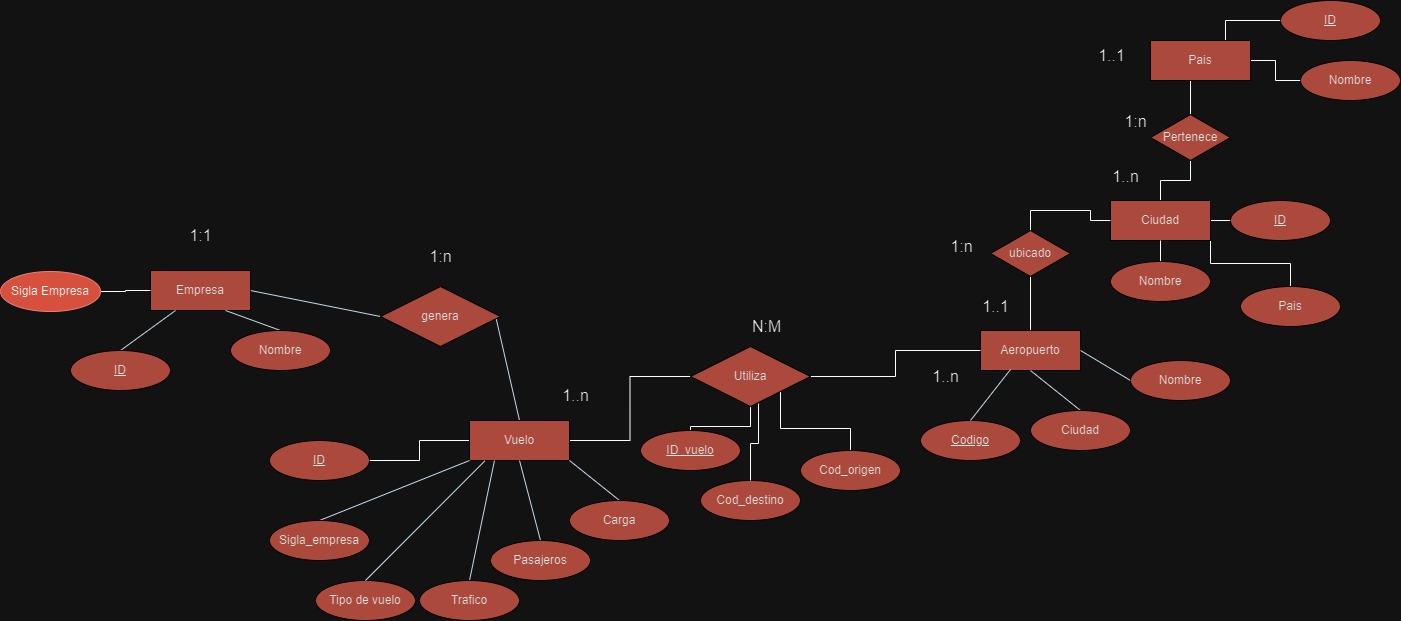 ID
1..1
Pais
Nombre
1:n
Pertenece
1..n
Ciudad
ID
1:1
1:n
ubicado
1:n
Nombre
Sigla Empresa
Empresa
Pais
1..1
genera
N:M
Nombre
Aeropuerto
ID
Utiliza
1..n
Nombre
1..n
Vuelo
Codigo
Ciudad
ID
ID_vuelo
Cod_origen
Cod_destino
Carga
Sigla_empresa
Pasajeros
Tipo de vuelo
Trafico